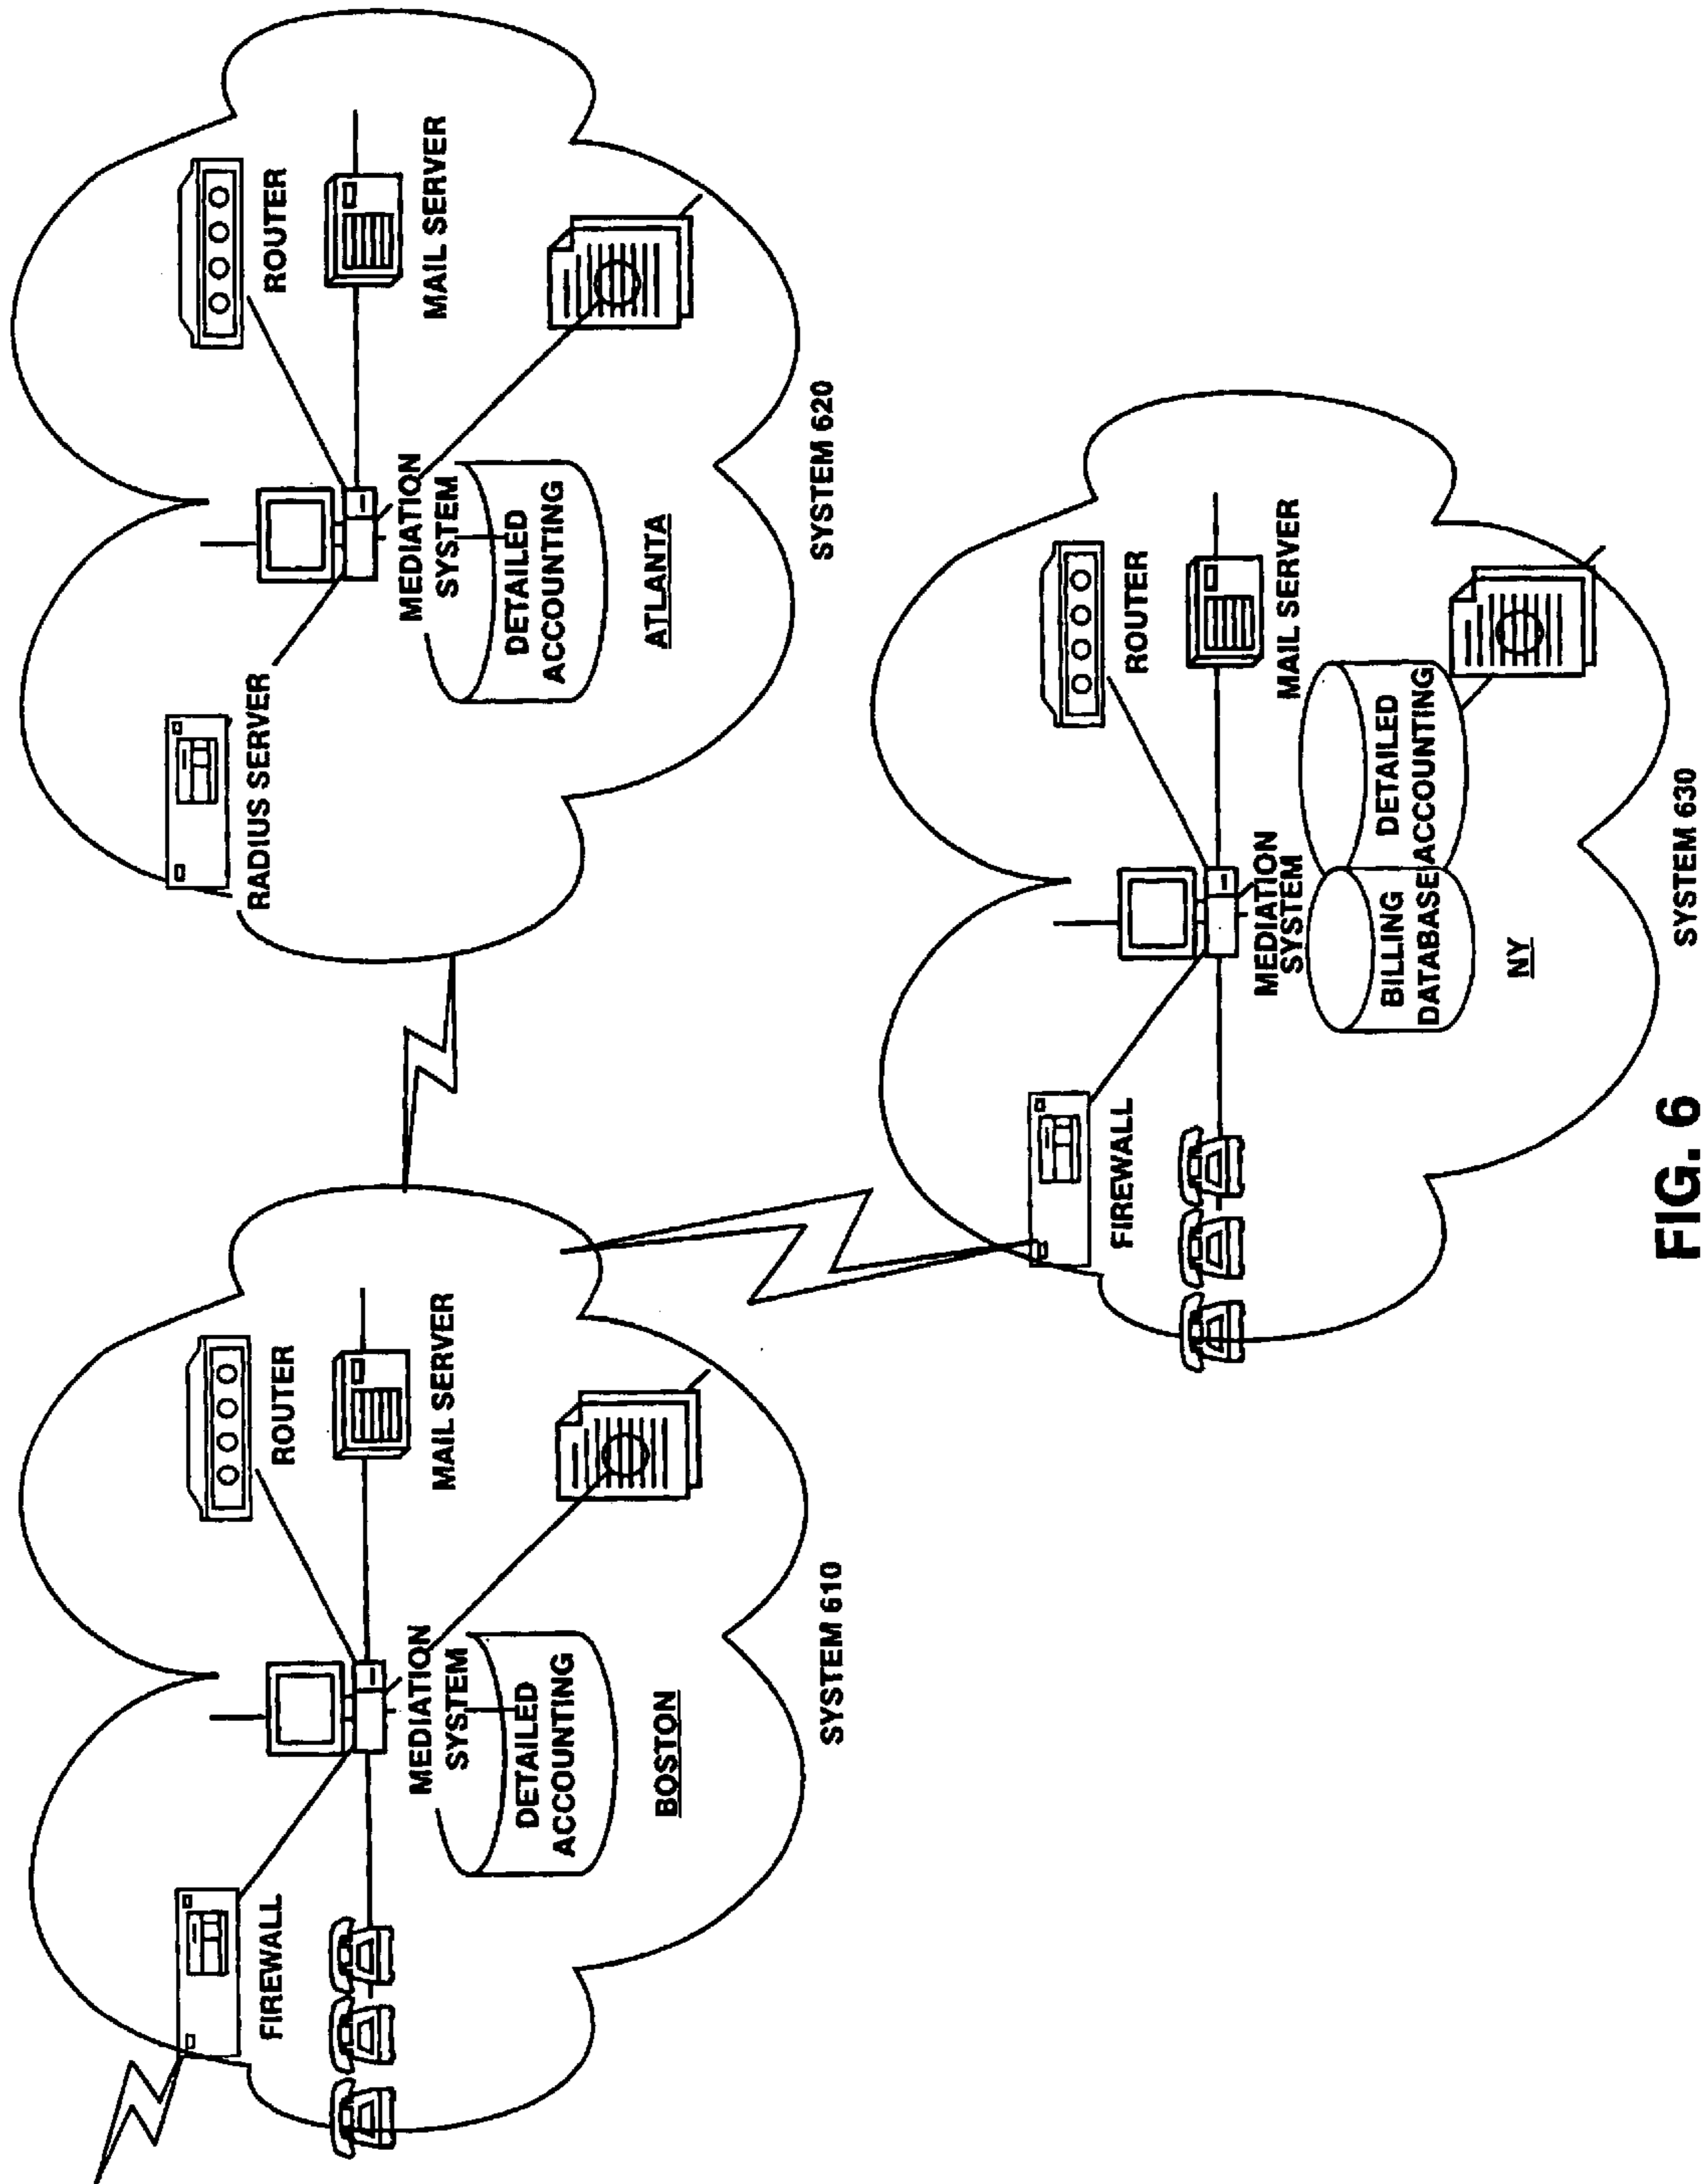 FIREWALL
ROUTER
MAIL SERVER
MEDIATION
SYSTEM
DETAILED
ACCOUNTING
BOSTON
SYSTEM 610
RADIUS SERVER
ROUTER
MAIL SERVER
MEDIATION
SYSTEM
DETAILED
ACCOUNTING
ATLANTA
SYSTEM 620
FIREWALL
ROUTER
MAIL SERVER
MEDIATION
SYSTEM
BILLING
DATABASE
DETAILED
ACCOUNTING
NY
SYSTEM 630
FIG. 6